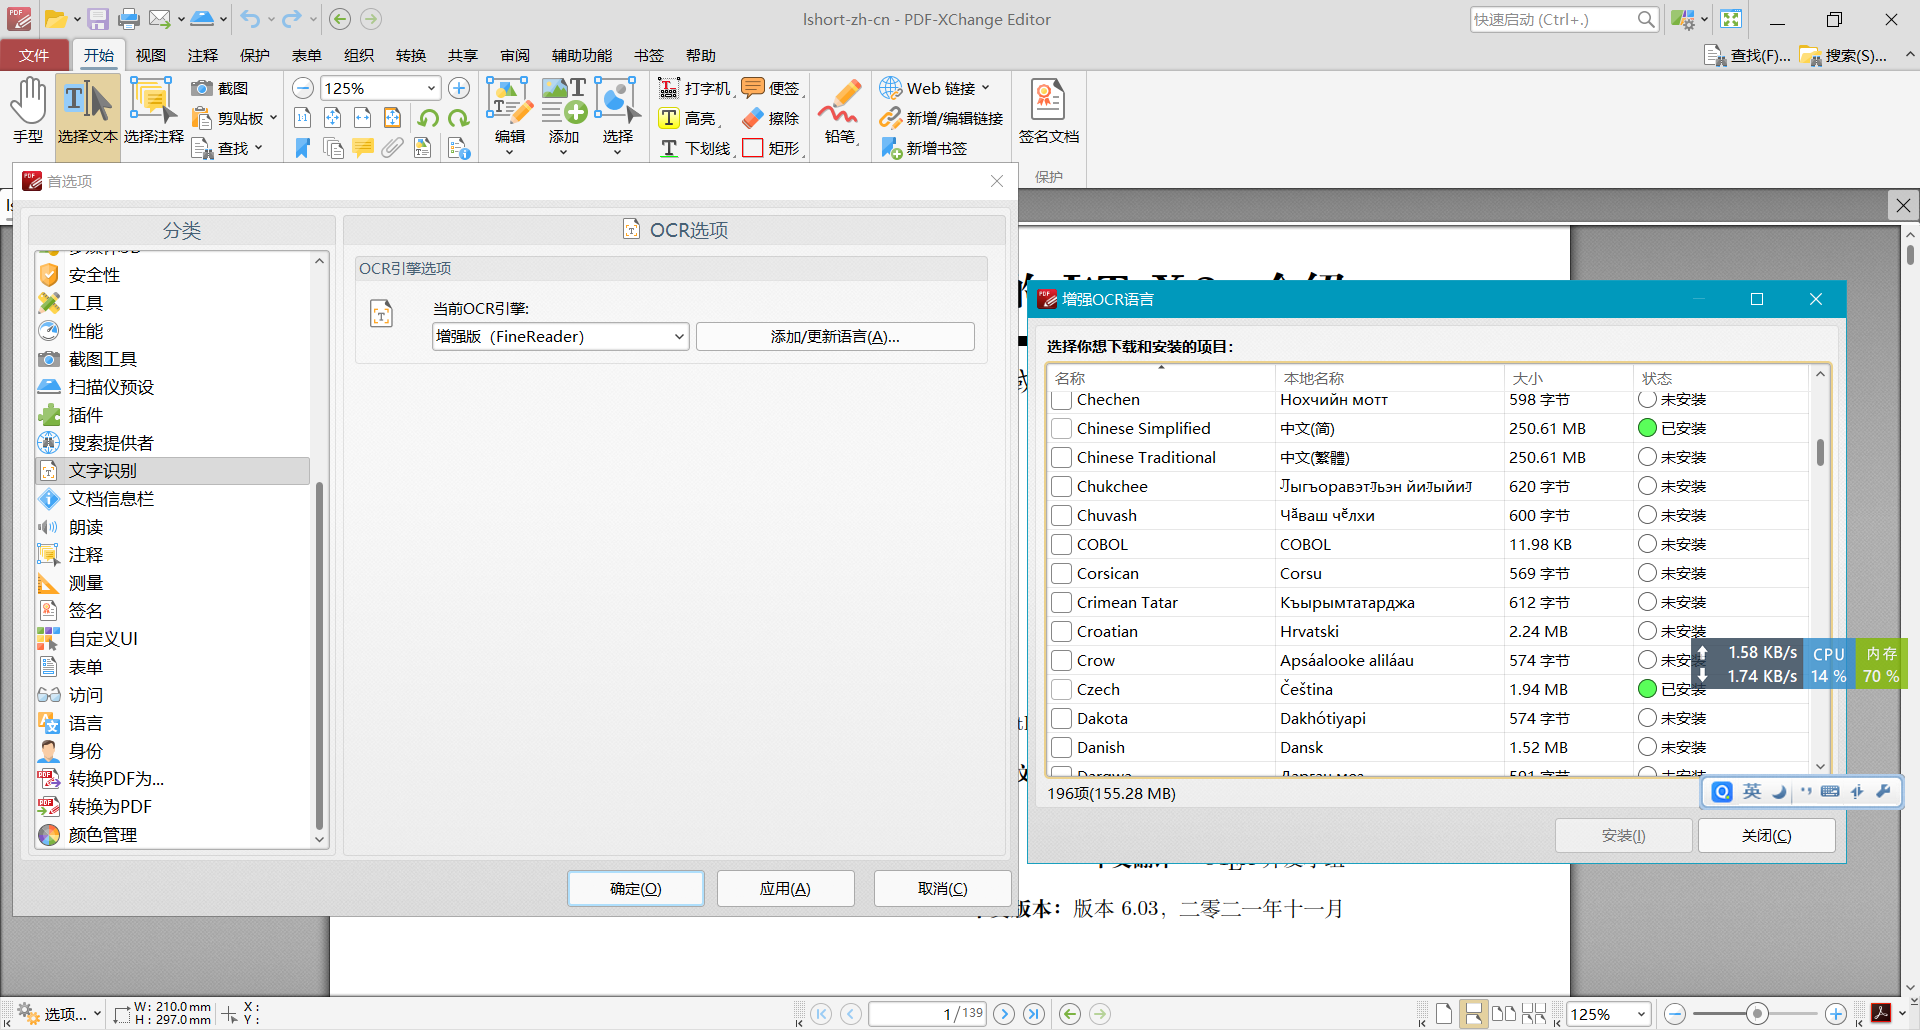 lshort-zh-cn - PDF-XChange Editor
快速启动 (Ctrl+.)
文件 开始 视图 注释 保护 表单 组织 转换 共享 审阅 辅助功能 书签 帮助
查找(F)... 搜索(S)...
手型
选择文本
选择注释
截图
剪贴板
查找
125%
编辑
添加
选择
打字机
高亮
下划线
便签
擦除
矩形
铅笔
Web 链接
新增/编辑链接
新增书签
签名文档
保护
首选项
分类
安全性
工具
性能
截图工具
扫描仪预设
插件
搜索提供者
文字识别
文档信息栏
朗读
注释
测量
签名
自定义UI
表单
访问
语言
身份
转换PDF为...
转换为PDF
颜色管理
OCR选项
OCR引擎选项
当前OCR引擎:
增强版（FineReader）
添加/更新语言(A)...
确定(O) 应用(A) 取消(C)
增强OCR语言
选择你想下载和安装的项目：
名称 本地名称 大小 状态
Chechen Нохчийн мотт 598 字节 未安装
Chinese Simplified 中文(简) 250.61 MB 已安装
Chinese Traditional 中文(繁體) 250.61 MB 未安装
Chukchee 620 字节 未安装
Chuvash Чӑваш чӗлхи 600 字节 未安装
COBOL COBOL 11.98 KB 未安装
Corsican Corsu 569 字节 未安装
Crimean Tatar Къырымтатарджа 612 字节 未安装
Croatian Hrvatski 2.24 MB 未安装
Crow Apsáalooke aliláau 574 字节 未安
Czech Čeština 1.94 MB 已安装
Dakota Dakhótiyapi 574 字节 未安装
Danish Dansk 1.52 MB 未安装
196项(155.28 MB)
安装(I) 关闭(C)
1.58 KB/s CPU 内存
1.74 KB/s 14 % 70 %
英
版本：版本 6.03，二零二一年十一月
选项...
W: 210.0 mm
H: 297.0 mm
X:
Y:
1 / 139
125%